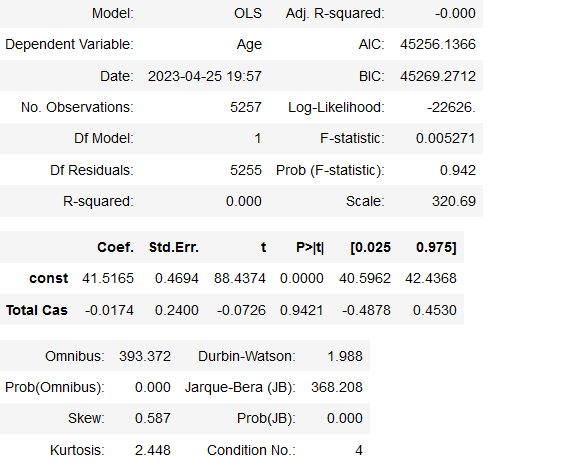 Model: OLS Adj. R-squared: -0.000
Dependent Variable: Age AIC: 45256.1366
Date: 2023-04-25 19:57 BIC: 45269.2712
No. Observations: 5257 Log-Likelihood: -22626.
Df Model: 1 F-statistic: 0.005271
Df Residuals: 5255 Prob (F-statistic): 0.942
R-squared: 0.000 Scale: 320.69
Coef. Std.Err. t P>|t| [0.025 0.975]
const 41.5165 0.4694 88.4374 0.0000 40.5962 42.4368
Total Cas -0.0174 0.2400 -0.0726 0.9421 -0.4878 0.4530
Omnibus: 393.372 Durbin-Watson: 1.988
Prob(Omnibus): 0.000 Jarque-Bera (JB): 368.208
Skew: 0.587 Prob(JB): 0.000
Kurtosis: 2.448 Condition No.: 4